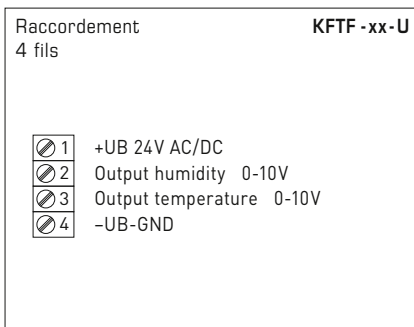 Raccordement KFTF-xx-U
4 fils
1 +UB 24V AC/DC
2 Output humidity 0-10V
3 Output temperature 0-10V
4 –UB-GND